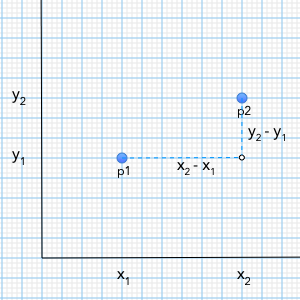 y₂
p2
y₂ - y₁
y₁
p1
x₂ - x₁
x₁
x₂